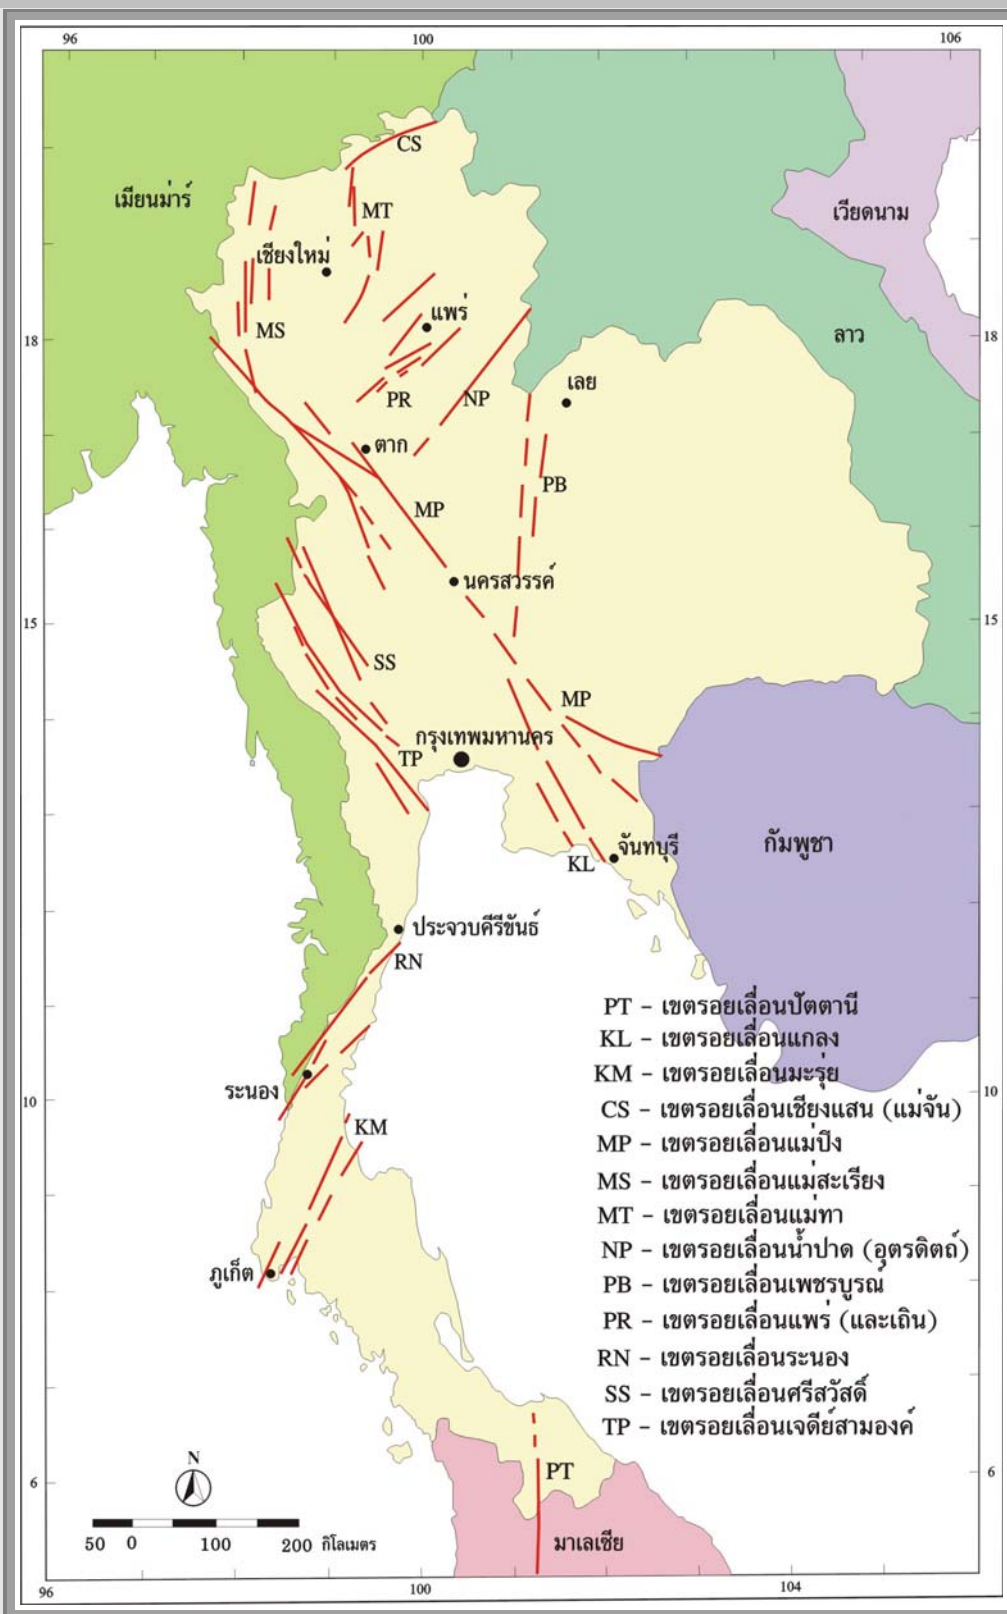 96
100
106
CS
เมียนม่าร์
MT
เวียดนาม
เชียงใหม่
แพร่
MS
18
18
ลาว
เลย
PR
NP
ตาก
PB
MP
นครสวรรค์
15
15
SS
MP
กรุงเทพมหานคร
TP
จันทบุรี
กัมพูชา
KL
ประจวบคีรีขันธ์
RN
ระนอง
10
10
KM
ภูเก็ต
PT – เขตรอยเลื่อนปัตตานี
KL – เขตรอยเลื่อนแกลง
KM – เขตรอยเลื่อนมะรุ่ย
CS – เขตรอยเลื่อนเชียงแสน (แม่จัน)
MP – เขตรอยเลื่อนแม่ปิง
MS – เขตรอยเลื่อนแม่สะเรียง
MT – เขตรอยเลื่อนแม่ทา
NP – เขตรอยเลื่อนน้ำปาด (อุตรดิตถ์)
PB – เขตรอยเลื่อนเพชรบูรณ์
PR – เขตรอยเลื่อนแพร่ (และเถิน)
RN – เขตรอยเลื่อนระนอง
SS – เขตรอยเลื่อนศรีสวัสดิ์
TP – เขตรอยเลื่อนเจดีย์สามองค์
6
6
N
PT
50 0 100 200 กิโลเมตร
มาเลเซีย
96
100
104